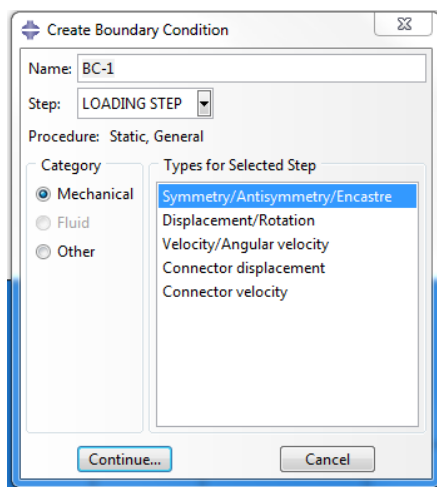 Create Boundary Condition
Name: BC-1
Step: LOADING STEP
Procedure: Static, General
Category
Mechanical
Fluid
Other
Types for Selected Step
Symmetry/Antisymmetry/Encastre
Displacement/Rotation
Velocity/Angular velocity
Connector displacement
Connector velocity
Continue... Cancel